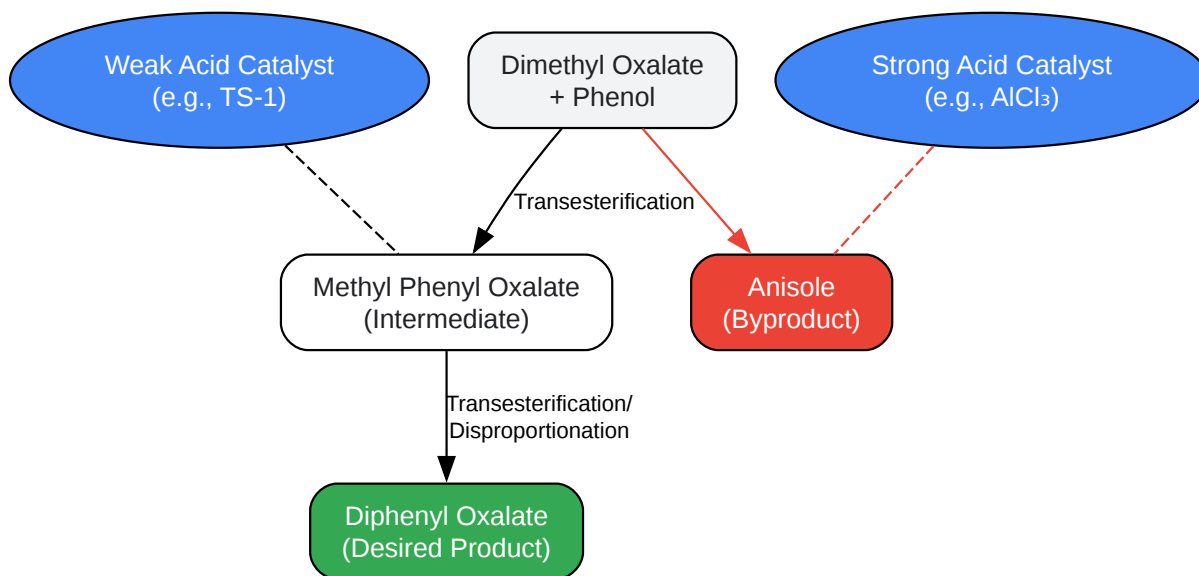 Weak Acid Catalyst
(e.g., TS-1)
Dimethyl Oxalate
+ Phenol
Strong Acid Catalyst
(e.g., AlCl₃)
Transesterification
Methyl Phenyl Oxalate
(Intermediate)
Anisole
(Byproduct)
Transesterification/
Disproportionation
Diphenyl Oxalate
(Desired Product)